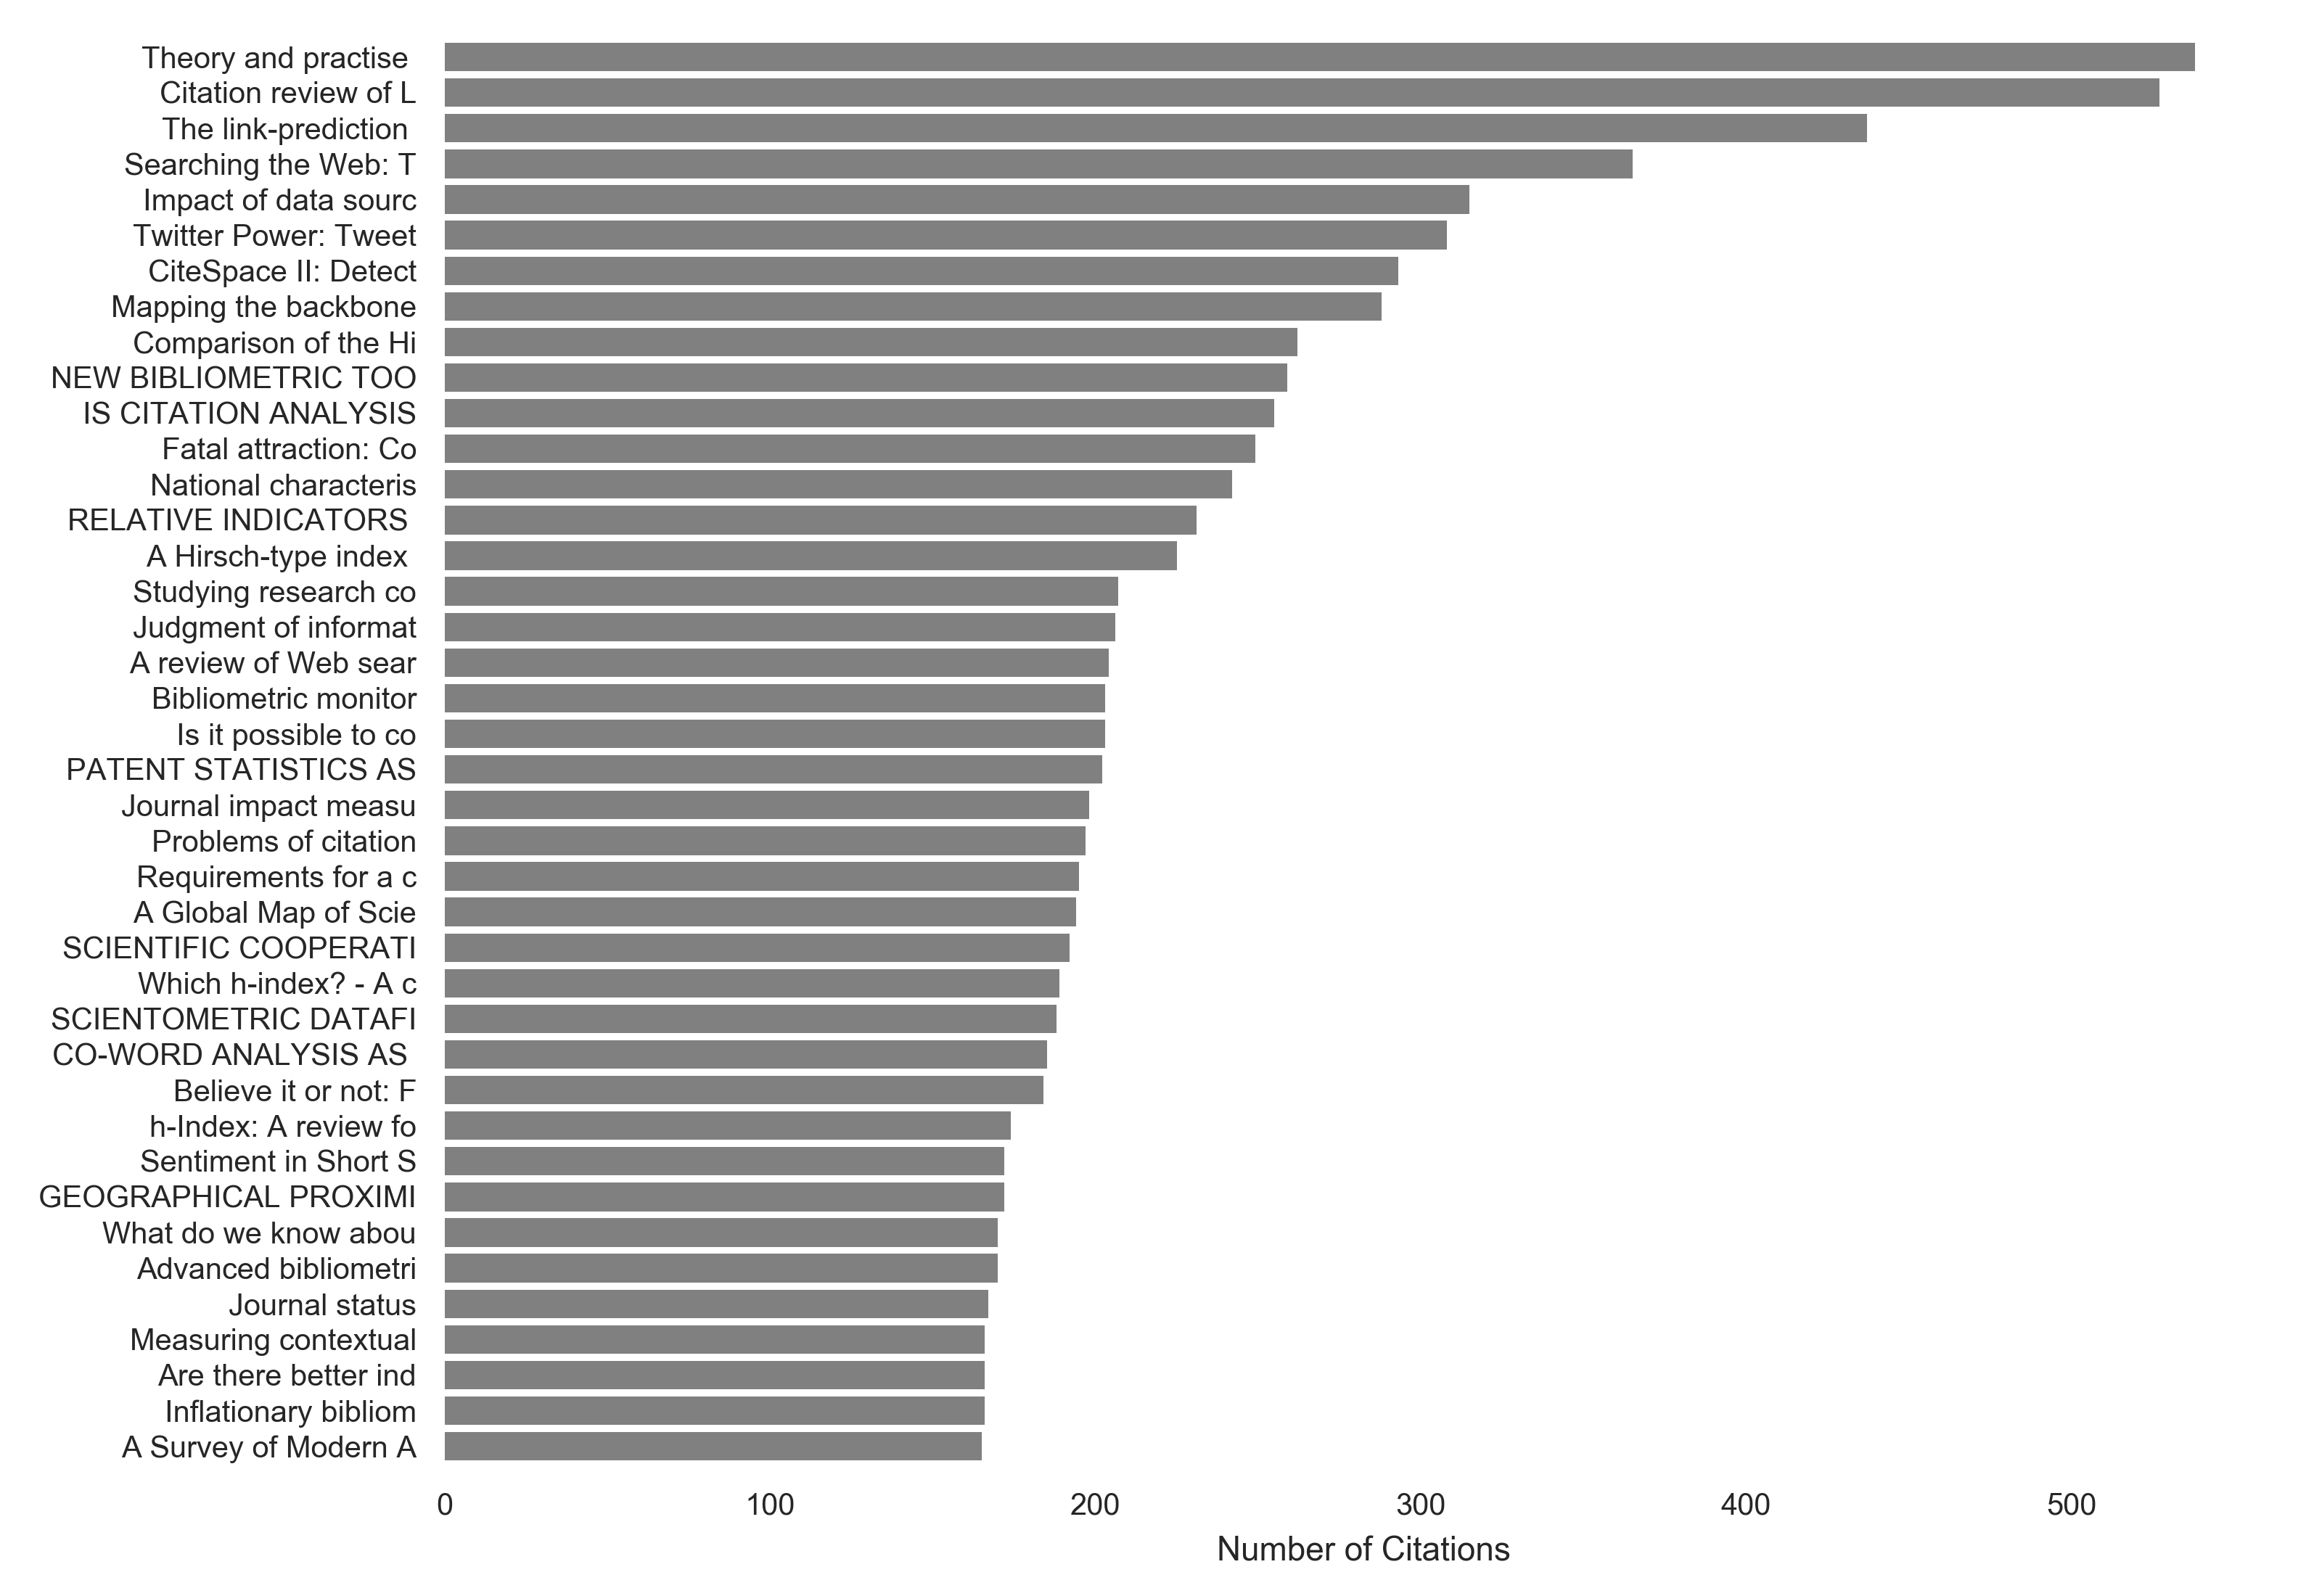 Theory and practise
Citation review of L
The link-prediction
Searching the Web: T
Impact of data sourc
Twitter Power: Tweet
CiteSpace II: Detect
Mapping the backbone
Comparison of the Hi
NEW BIBLIOMETRIC TOO
IS CITATION ANALYSIS
Fatal attraction: Co
National characteris
RELATIVE INDICATORS
A Hirsch-type index
Studying research co
Judgment of informat
A review of Web sear
Bibliometric monitor
Is it possible to co
PATENT STATISTICS AS
Journal impact measu
Problems of citation
Requirements for a c
A Global Map of Scie
SCIENTIFIC COOPERATI
Which h-index? - A c
SCIENTOMETRIC DATAFI
CO-WORD ANALYSIS AS
Believe it or not: F
h-Index: A review fo
Sentiment in Short S
GEOGRAPHICAL PROXIMI
What do we know abou
Advanced bibliometri
Journal status
Measuring contextual
Are there better ind
Inflationary bibliom
A Survey of Modern A
0 100 200 300 400 500
Number of Citations